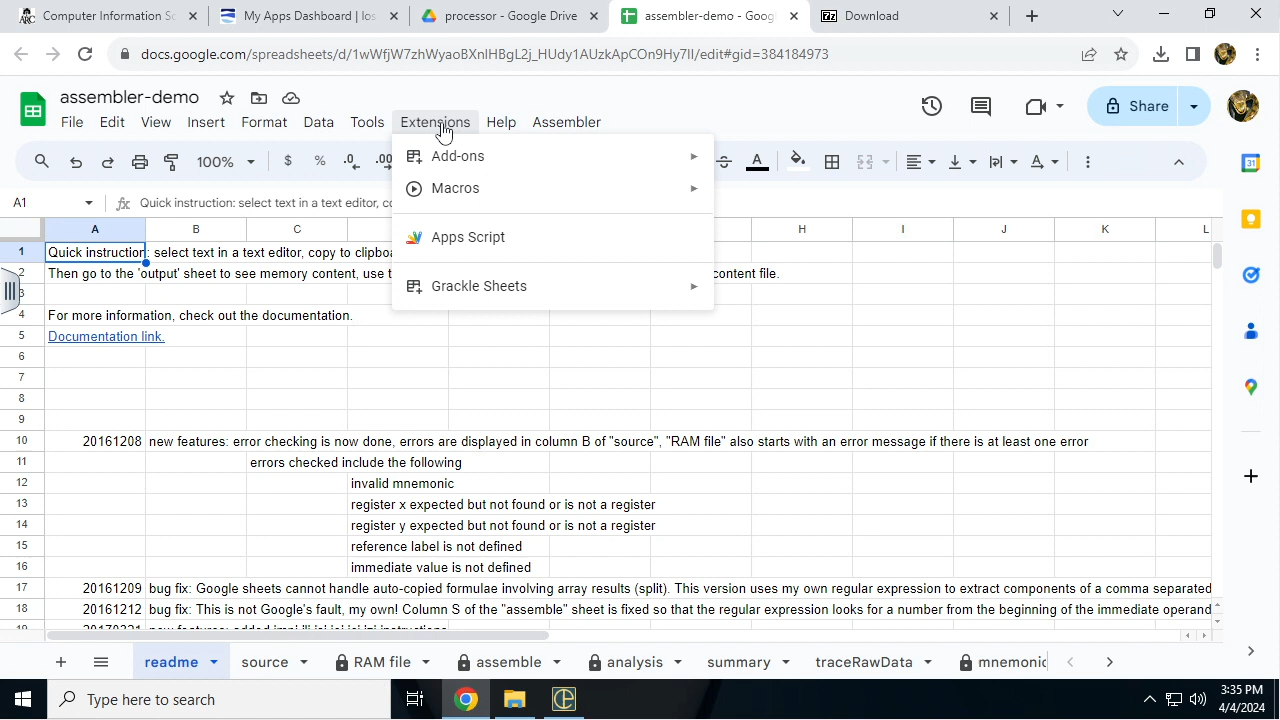 Computer Information Sc
My Apps Dashboard | los
processor - Google Drive
assembler-demo - Goog
7z Download
docs.google.com/spreadsheets/d/1wWfjW7zhWyaoBXnlHBgL2j_HUdy1AUzkApCOn9Hy7lI/edit#gid=384184973
assembler-demo
Share
File Edit View Insert Format Data Tools Extensions Help Assembler
100% $ % .0 .00 A
31
A1 fx Quick instruction: select text in a text editor, co
Add-ons
Macros
Apps Script
Grackle Sheets
A B C H I J K L
1 Quick instruction: select text in a text editor, copy to clipboa
2 Then go to the 'output' sheet to see memory content, use t content file.
3
4 For more information, check out the documentation.
5 Documentation link.
6
7
8
9
10 20161208 new features: error checking is now done, errors are displayed in column B of "source", "RAM file" also starts with an error message if there is at least one error
11 errors checked include the following
12 invalid mnemonic
13 register x expected but not found or is not a register
14 register y expected but not found or is not a register
15 reference label is not defined
16 immediate value is not defined
17 20161209 bug fix: Google sheets cannot handle auto-copied formulae involving array results (split). This version uses my own regular expression to extract components of a comma separated
18 20161212 bug fix: This is not Google's fault, my own! Column S of the "assemble" sheet is fixed so that the regular expression looks for a number from the beginning of the immediate operand
readme source RAM file assemble analysis summary traceRawData mnemonic
Type here to search
3:35 PM
4/4/2024